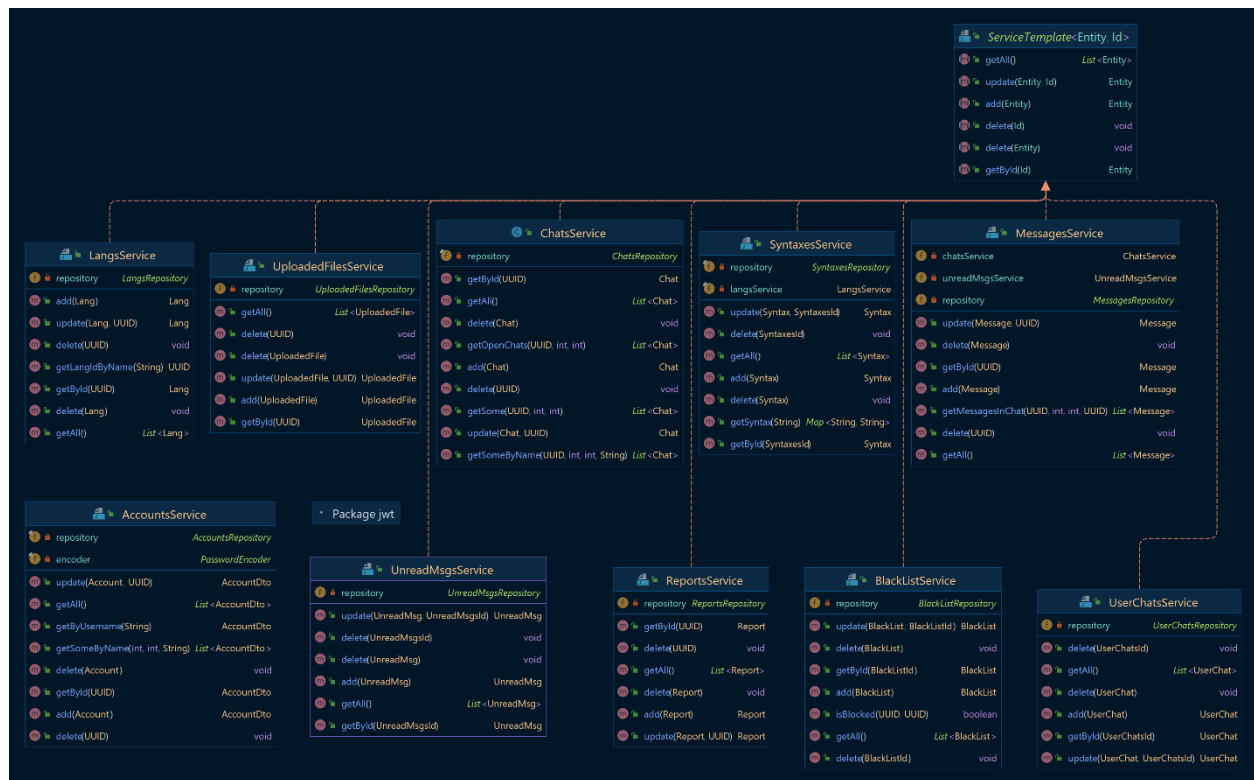 ServiceTemplate<Entity, Id>
getAll() List<Entity>
update(Entity, Id) Entity
add(Entity) Entity
delete(Id) void
delete(Entity) void
getById(Id) Entity
LangsService
repository LangsRepository
add(Lang) Lang
update(Lang, UUID) Lang
delete(UUID) void
getLangIdByName(String) UUID
getById(UUID) Lang
delete(Lang) void
getAll() List<Lang>
UploadedFilesService
repository UploadedFilesRepository
getAll() List<UploadedFile>
delete(UUID) void
delete(UploadedFile) void
update(UploadedFile, UUID) UploadedFile
add(UploadedFile) UploadedFile
getById(UUID) UploadedFile
ChatsService
repository ChatsRepository
getById(UUID) Chat
getAll() List<Chat>
delete(Chat) void
getOpenChats(UUID, int, int) List<Chat>
add(Chat) Chat
delete(UUID) void
getSome(UUID, int, int) List<Chat>
update(Chat, UUID) Chat
getSomeByName(UUID, int, int, String) List<Chat>
SyntaxesService
repository SyntaxesRepository
langsService LangsService
update(Syntax, SyntaxesId) Syntax
delete(SyntaxesId) void
getAll() List<Syntax>
add(Syntax) Syntax
delete(Syntax) void
getSyntax(String) Map<String, String>
getById(SyntaxesId) Syntax
MessagesService
chatsService ChatsService
unreadMsgsService UnreadMsgsService
repository MessagesRepository
update(Message, UUID) Message
delete(Message) void
getById(UUID) Message
add(Message) Message
getMessagesInChat(UUID, int, int, UUID) List<Message>
delete(UUID) void
getAll() List<Message>
AccountsService
repository AccountsRepository
encoder PasswordEncoder
update(Account, UUID) AccountDto
getAll() List<AccountDto>
getByUsername(String) AccountDto
getSomeByName(int, int, String) List<AccountDto>
delete(Account) void
getById(UUID) AccountDto
add(Account) AccountDto
delete(UUID) void
Package jwt
UnreadMsgsService
repository UnreadMsgsRepository
update(UnreadMsg, UnreadMsgsId) UnreadMsg
delete(UnreadMsgsId) void
delete(UnreadMsg) void
add(UnreadMsg) UnreadMsg
getAll() List<UnreadMsg>
getById(UnreadMsgsId) UnreadMsg
ReportsService
repository ReportsRepository
getById(UUID) Report
delete(UUID) void
getAll() List<Report>
delete(Report) void
add(Report) Report
update(Report, UUID) Report
BlackListService
repository BlackListRepository
update(BlackList, BlackListId) BlackList
delete(BlackList) void
getById(BlackListId) BlackList
add(BlackList) BlackList
isBlocked(UUID, UUID) boolean
getAll() List<BlackList>
delete(BlackListId) void
UserChatsService
repository UserChatsRepository
delete(UserChatsId) void
getAll() List<UserChat>
delete(UserChat) void
add(UserChat) UserChat
getById(UserChatsId) UserChat
update(UserChat, UserChatsId) UserChat